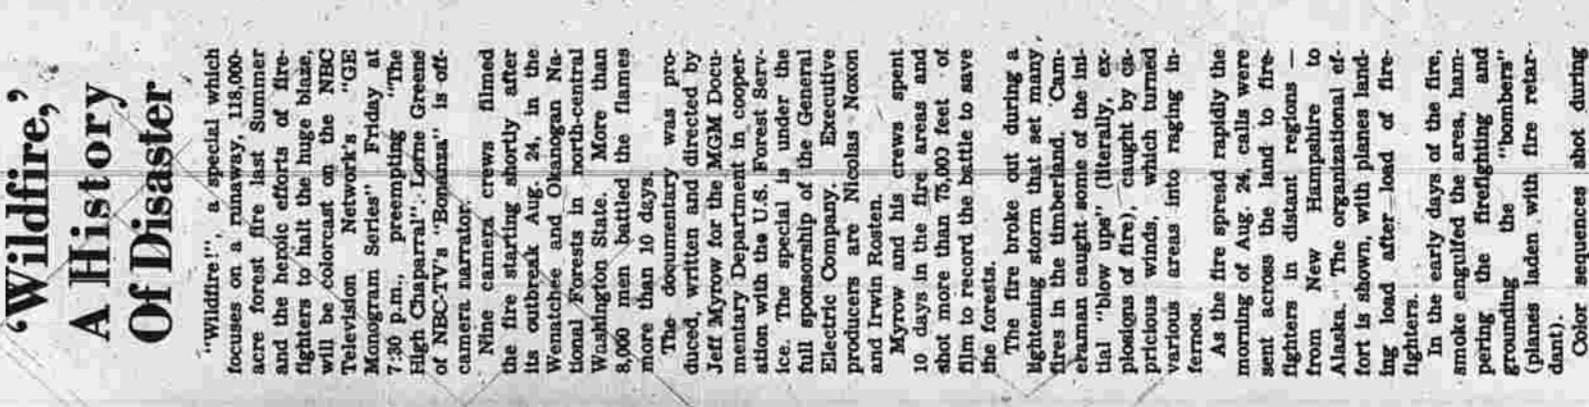 'Wildfire,'
A History
Of Disaster
"Wildfire!", a special which
focuses on a runaway, 118,000-
acre forest fire last Summer
and the heroic efforts of fire-
fighters to halt the huge blaze,
will be colorcast on the NBC
Television Network's "GE
Monogram Series" Friday at
7:30 p.m., preempting "The
High Chaparral". Lorne Greene
of NBC-TV's "Bonanza" is off-
camera narrator.
Nine camera crews filmed
the fire starting shortly after
its outbreak Aug. 24, in the
Wenatchee and Okanogan Na-
tional Forests in north-central
Washington State. More than
8,000 men battled the flames
more than 10 days.
The documentary was pro-
duced, written and directed by
Jeff Myrow for the MGM Docu-
mentary Department in cooper-
ation with the U.S. Forest Serv-
ice. The special is under the
full sponsorship of the General
Electric Company. Executive
producers are Nicolas Noxon
and Irwin Rosten.
Myrow and his crews spent
10 days in the fire areas and
shot more than 75,000 feet of
film to record the battle to save
the forests.
The fire broke out during a
lightening storm that set many
fires in the timberland. Cam-
eraman caught some of the ini-
tial "blow ups" (literally, ex-
plosions of fire), caught by ca-
pricious winds, which turned
various areas into raging in-
fernos.
As the fire spread rapidly the
morning of Aug. 24, calls were
sent across the land to fire-
fighters in distant regions —
from New Hampshire to
Alaska. The organizational ef-
fort is shown, with planes land-
ing load after load of fire-
fighters.
In the early days of the fire,
smoke engulfed the area, ham-
pering the firefighting and
grounding the "bombers"
(planes laden with fire retar-
dant).
Color sequences shot during